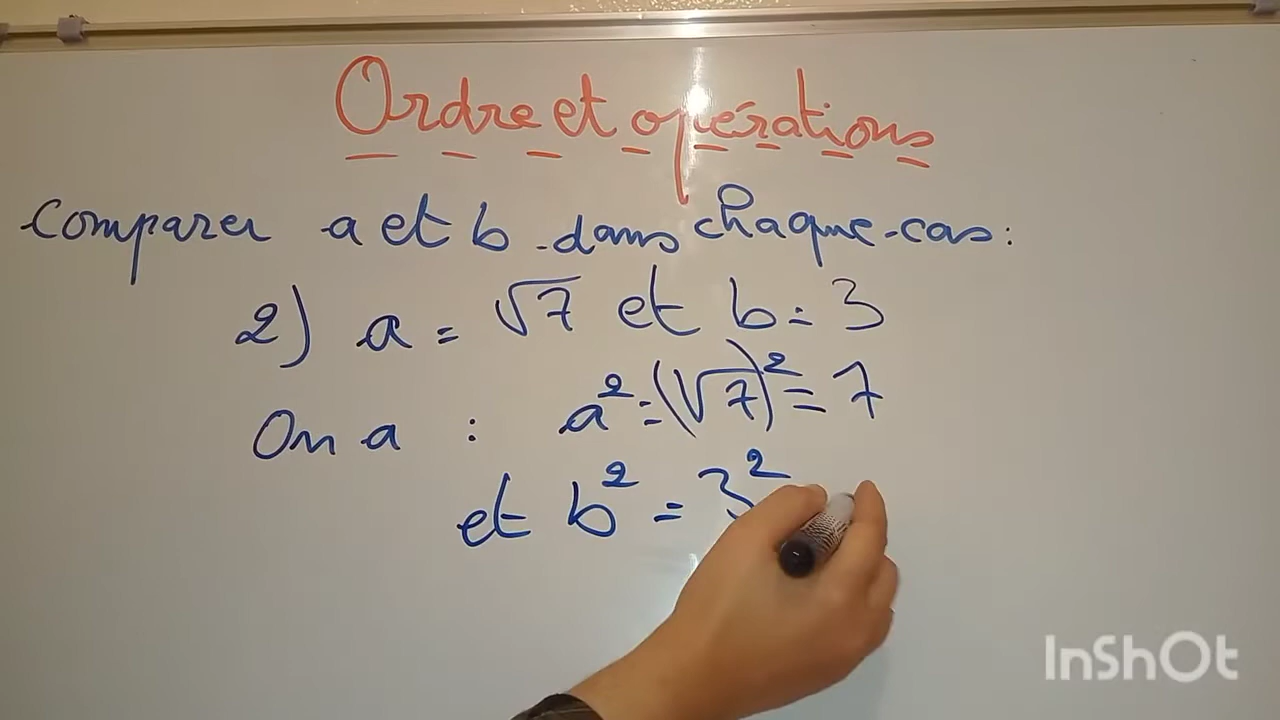 Ordre et opérations
Comparer a et b dans chaque cas :
2) a = √7 et b = 3
On a : a² = (√7)² = 7
et b² = 3²
InShOt